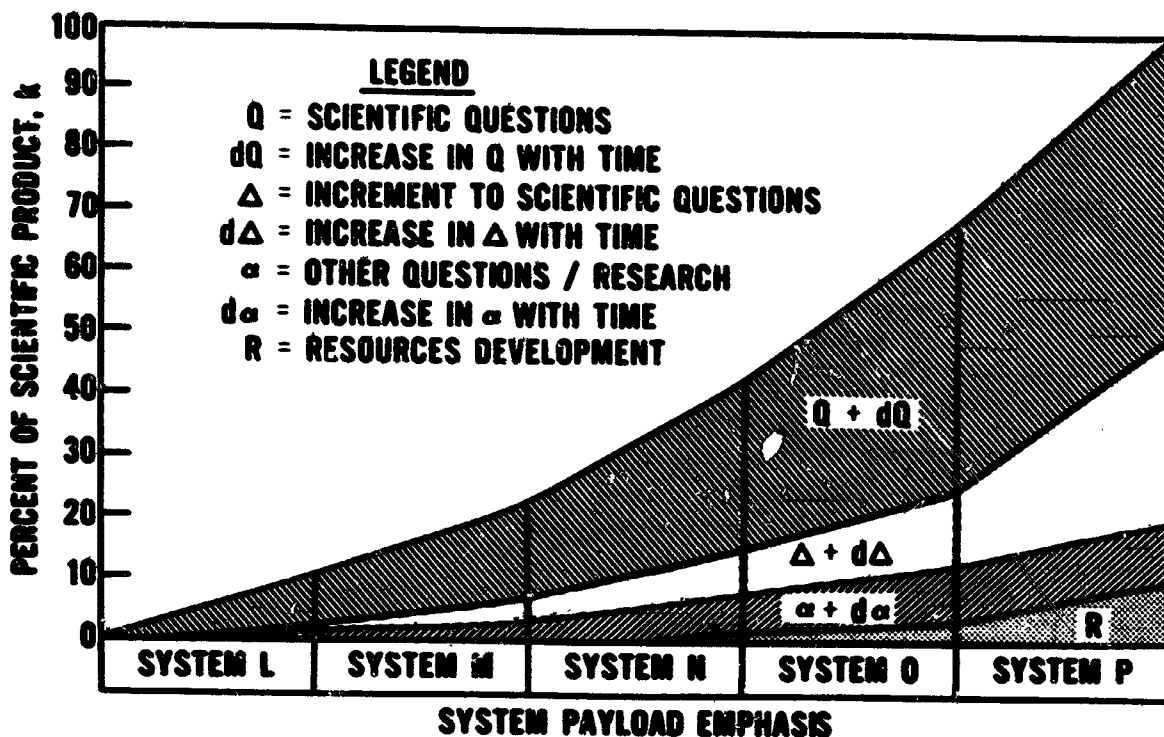 PERCENT OF SCIENTIFIC PRODUCT, k
100
90
80
70
60
50
40
30
20
10
0
LEGEND
Q = SCIENTIFIC QUESTIONS
dQ = INCREASE IN Q WITH TIME
Δ = INCREMENT TO SCIENTIFIC QUESTIONS
dΔ = INCREASE IN Δ WITH TIME
α = OTHER QUESTIONS / RESEARCH
dα = INCREASE IN α WITH TIME
R = RESOURCES DEVELOPMENT
Q + dQ
Δ + dΔ
α + dα
R
SYSTEM L SYSTEM M SYSTEM N SYSTEM O SYSTEM P
SYSTEM PAYLOAD EMPHASIS